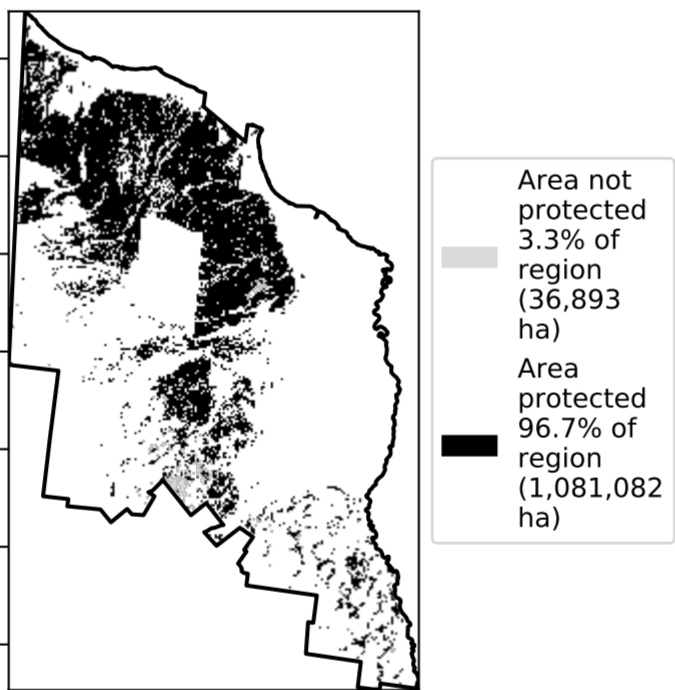 Area not
protected
3.3% of
region
(36,893
ha)
Area
protected
96.7% of
region
(1,081,082
ha)